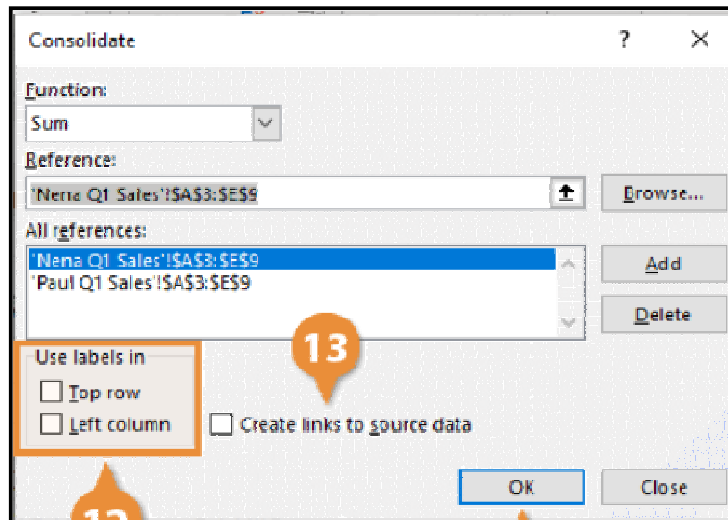 Consolidate ? ×
Function:
Sum
Reference:
'Nena Q1 Sales'!$A$3:$E$9
Browse...
All references:
'Nena Q1 Sales'!$A$3:$E$9
'Paul Q1 Sales'!$A$3:$E$9
Add
Delete
13
Use labels in
Top row
Left column
Create links to source data
OK
Close
12